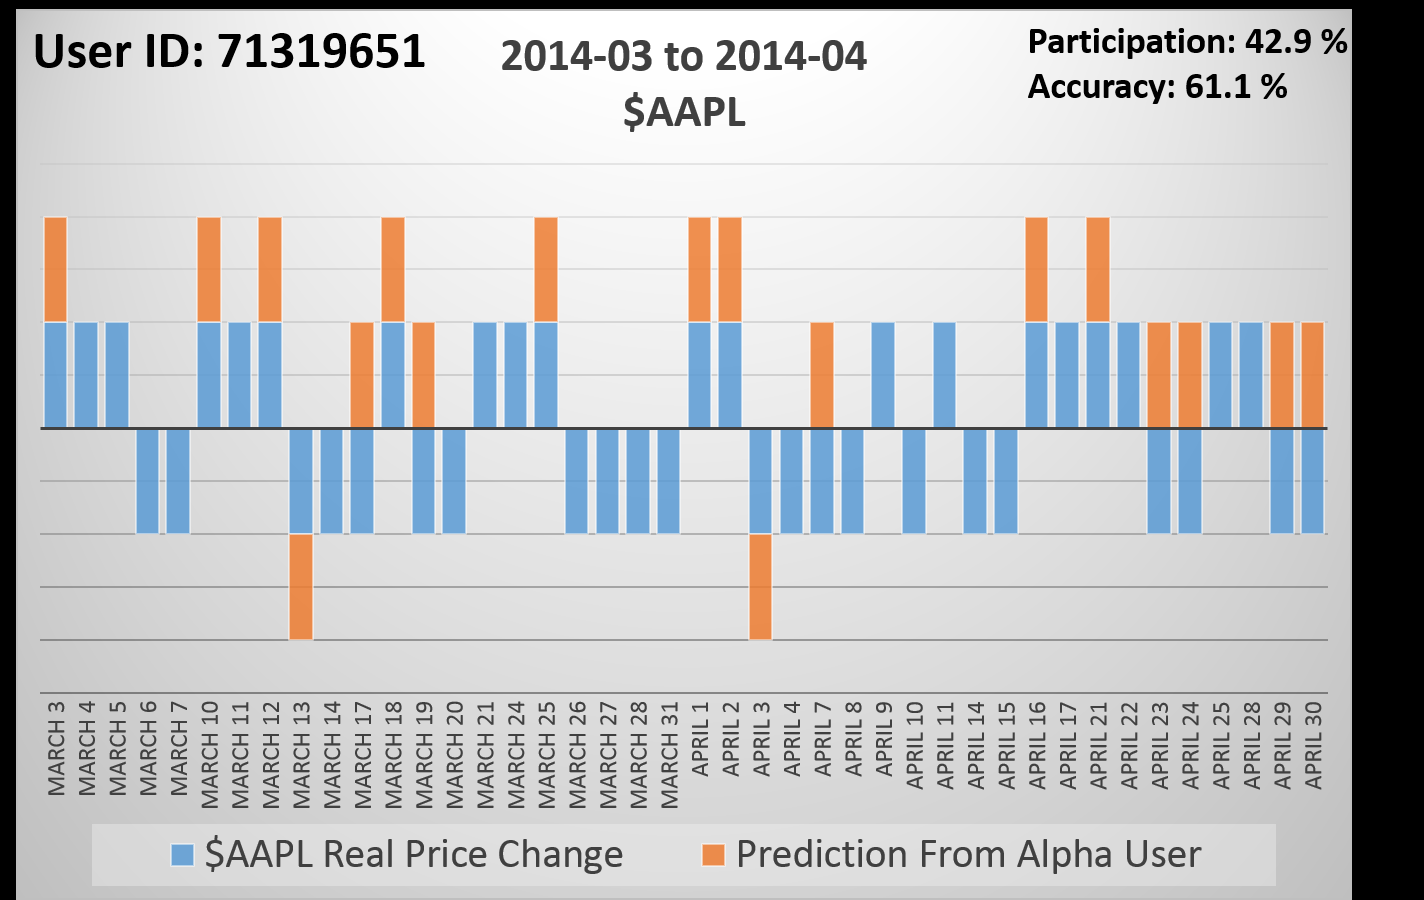 User ID: 71319651
2014-03 to 2014-04
$AAPL
Participation: 42.9 %
Accuracy: 61.1 %
MARCH 3
MARCH 4
MARCH 5
MARCH 6
MARCH 7
MARCH 10
MARCH 11
MARCH 12
MARCH 13
MARCH 14
MARCH 17
MARCH 18
MARCH 19
MARCH 20
MARCH 21
MARCH 24
MARCH 25
MARCH 26
MARCH 27
MARCH 28
MARCH 31
APRIL 1
APRIL 2
APRIL 3
APRIL 4
APRIL 7
APRIL 8
APRIL 9
APRIL 10
APRIL 11
APRIL 14
APRIL 15
APRIL 16
APRIL 17
APRIL 21
APRIL 22
APRIL 23
APRIL 24
APRIL 25
APRIL 28
APRIL 29
APRIL 30
$AAPL Real Price Change
Prediction From Alpha User